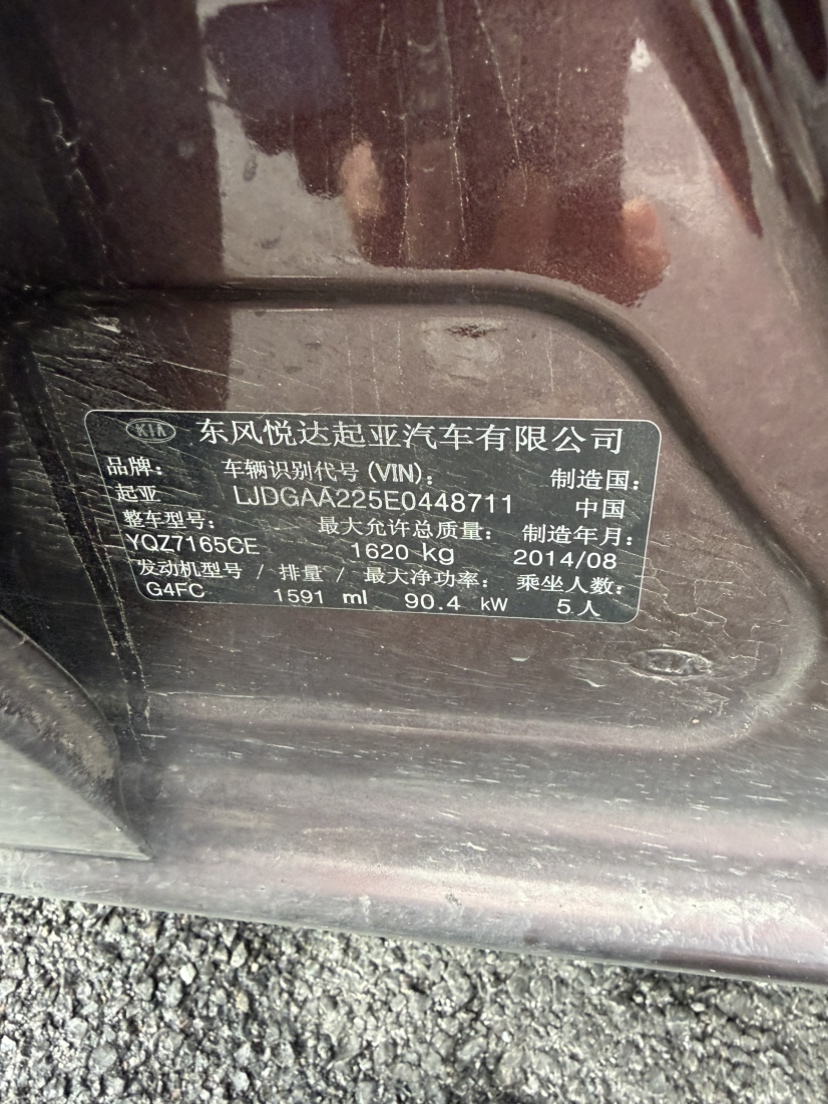 KIA 东风悦达起亚汽车有限公司
品牌： 车辆识别代号(VIN)： 制造国：
起亚 LJDGAA225E0448711 中国
整车型号： 最大允许总质量： 制造年月：
YQZ7165CE 1620 kg 2014/08
发动机型号 / 排量 / 最大净功率： 乘坐人数：
G4FC 1591 ml 90.4 kW 5人
KIA